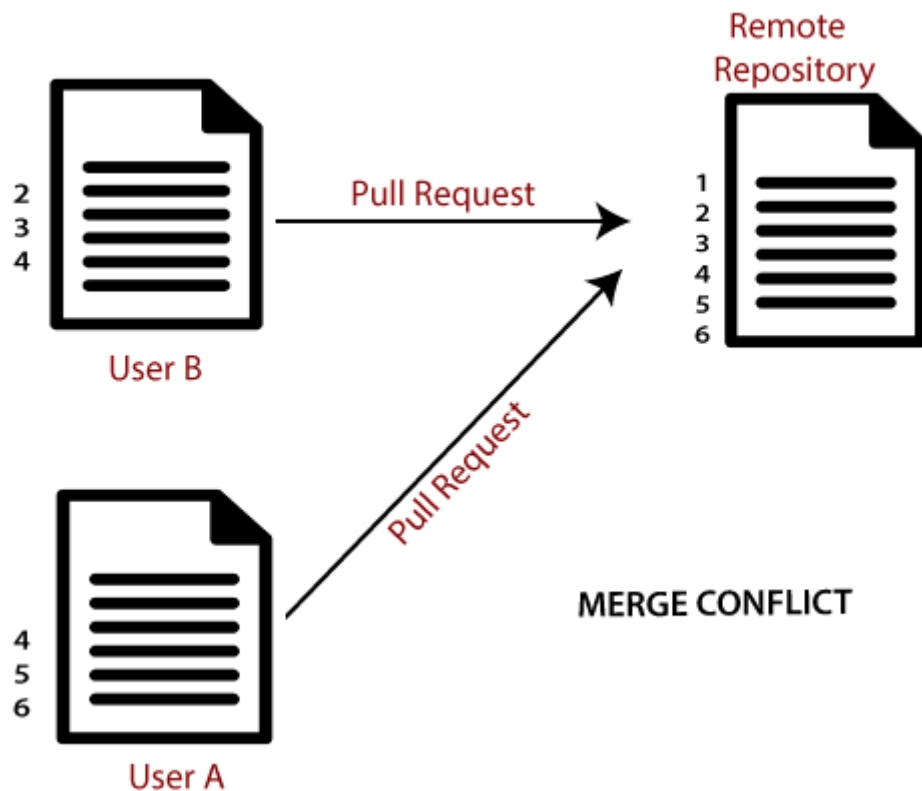 Remote
Repository
2
3
4
Pull Request
1
2
3
4
5
6
User B
Pull Request
4
5
6
MERGE CONFLICT
User A